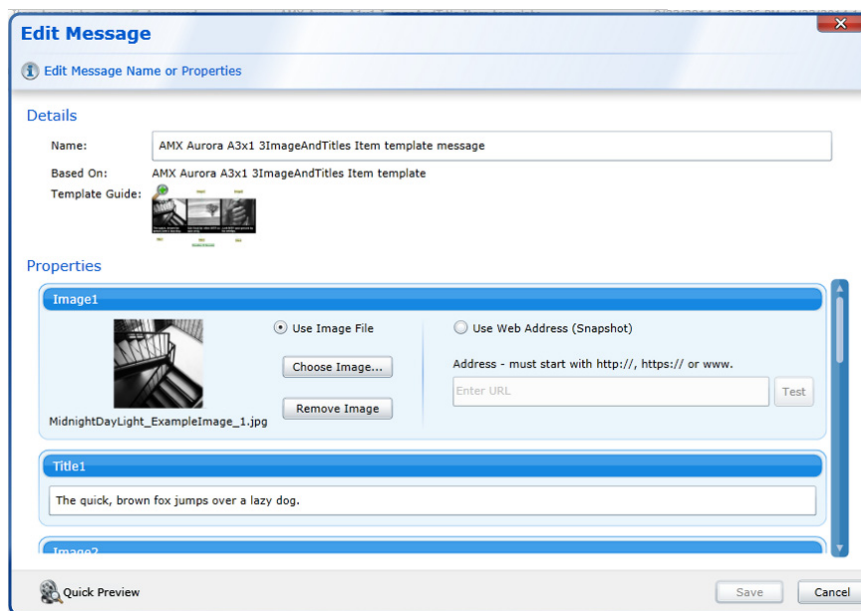 Edit Message
Edit Message Name or Properties
Details
Name: AMX Aurora A3x1 3ImageAndTitles Item template message
Based On: AMX Aurora A3x1 3ImageAndTitles Item template
Template Guide:
Properties
Image1
Use Image File
Use Web Address (Snapshot)
Choose Image...
Address - must start with http://, https:// or www.
Enter URL
Test
Remove Image
MidnightDayLight_ExampleImage_1.jpg
Title1
The quick, brown fox jumps over a lazy dog.
Image2
Quick Preview
Save
Cancel